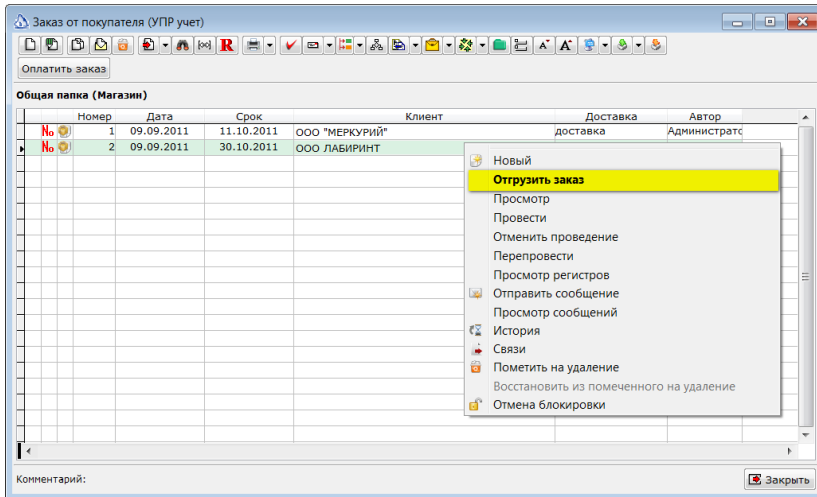 Заказ от покупателя (УПР учет)
Оплатить заказ
Общая папка (Магазин)
Номер Дата Срок Клиент Доставка Автор
№ 1 09.09.2011 11.10.2011 ООО "МЕРКУРИЙ" доставка Администрато
№ 2 09.09.2011 30.10.2011 ООО ЛАБИРИНТ
Новый
Отгрузить заказ
Просмотр
Провести
Отменить проведение
Перепровести
Просмотр регистров
Отправить сообщение
Просмотр сообщений
История
Связи
Пометить на удаление
Восстановить из помеченного на удаление
Отмена блокировки
Комментарий: Закрыть